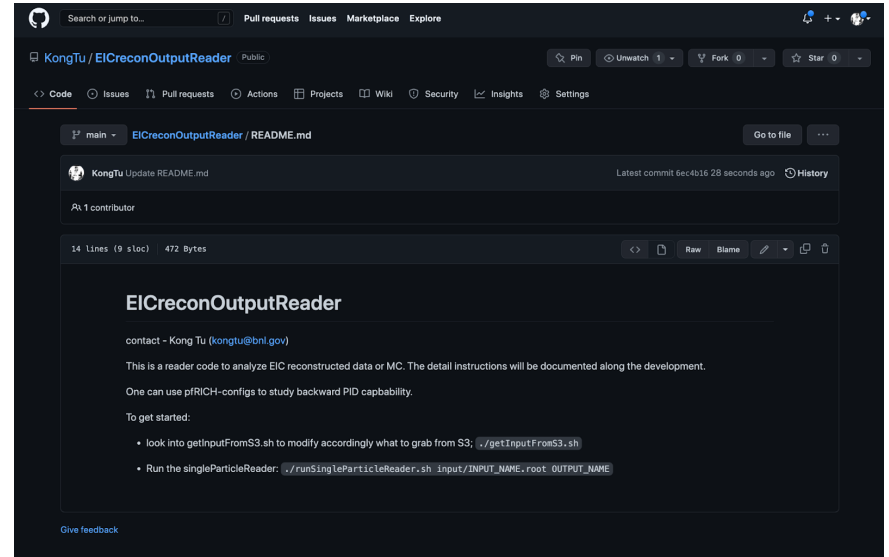 Search or jump to... / Pull requests Issues Marketplace Explore
KongTu / EICreconOutputReader Public Pin Unwatch 1 Fork 0 Star 0
<> Code Issues Pull requests Actions Projects Wiki Security Insights Settings
main EICreconOutputReader / README.md Go to file ...
KongTu Update README.md Latest commit 6ec4b16 28 seconds ago History
1 contributor
14 lines (9 sloc) 472 Bytes <> Raw Blame
EICreconOutputReader
contact - Kong Tu (kongtu@bnl.gov)
This is a reader code to analyze EIC reconstructed data or MC. The detail instructions will be documented along the development.
One can use pfRICH-configs to study backward PID capbability.
To get started:
• look into getInputFromS3.sh to modify accordingly what to grab from S3; ./getInputFromS3.sh
• Run the singleParticleReader: ./runSingleParticleReader.sh input/INPUT_NAME.root OUTPUT_NAME
Give feedback